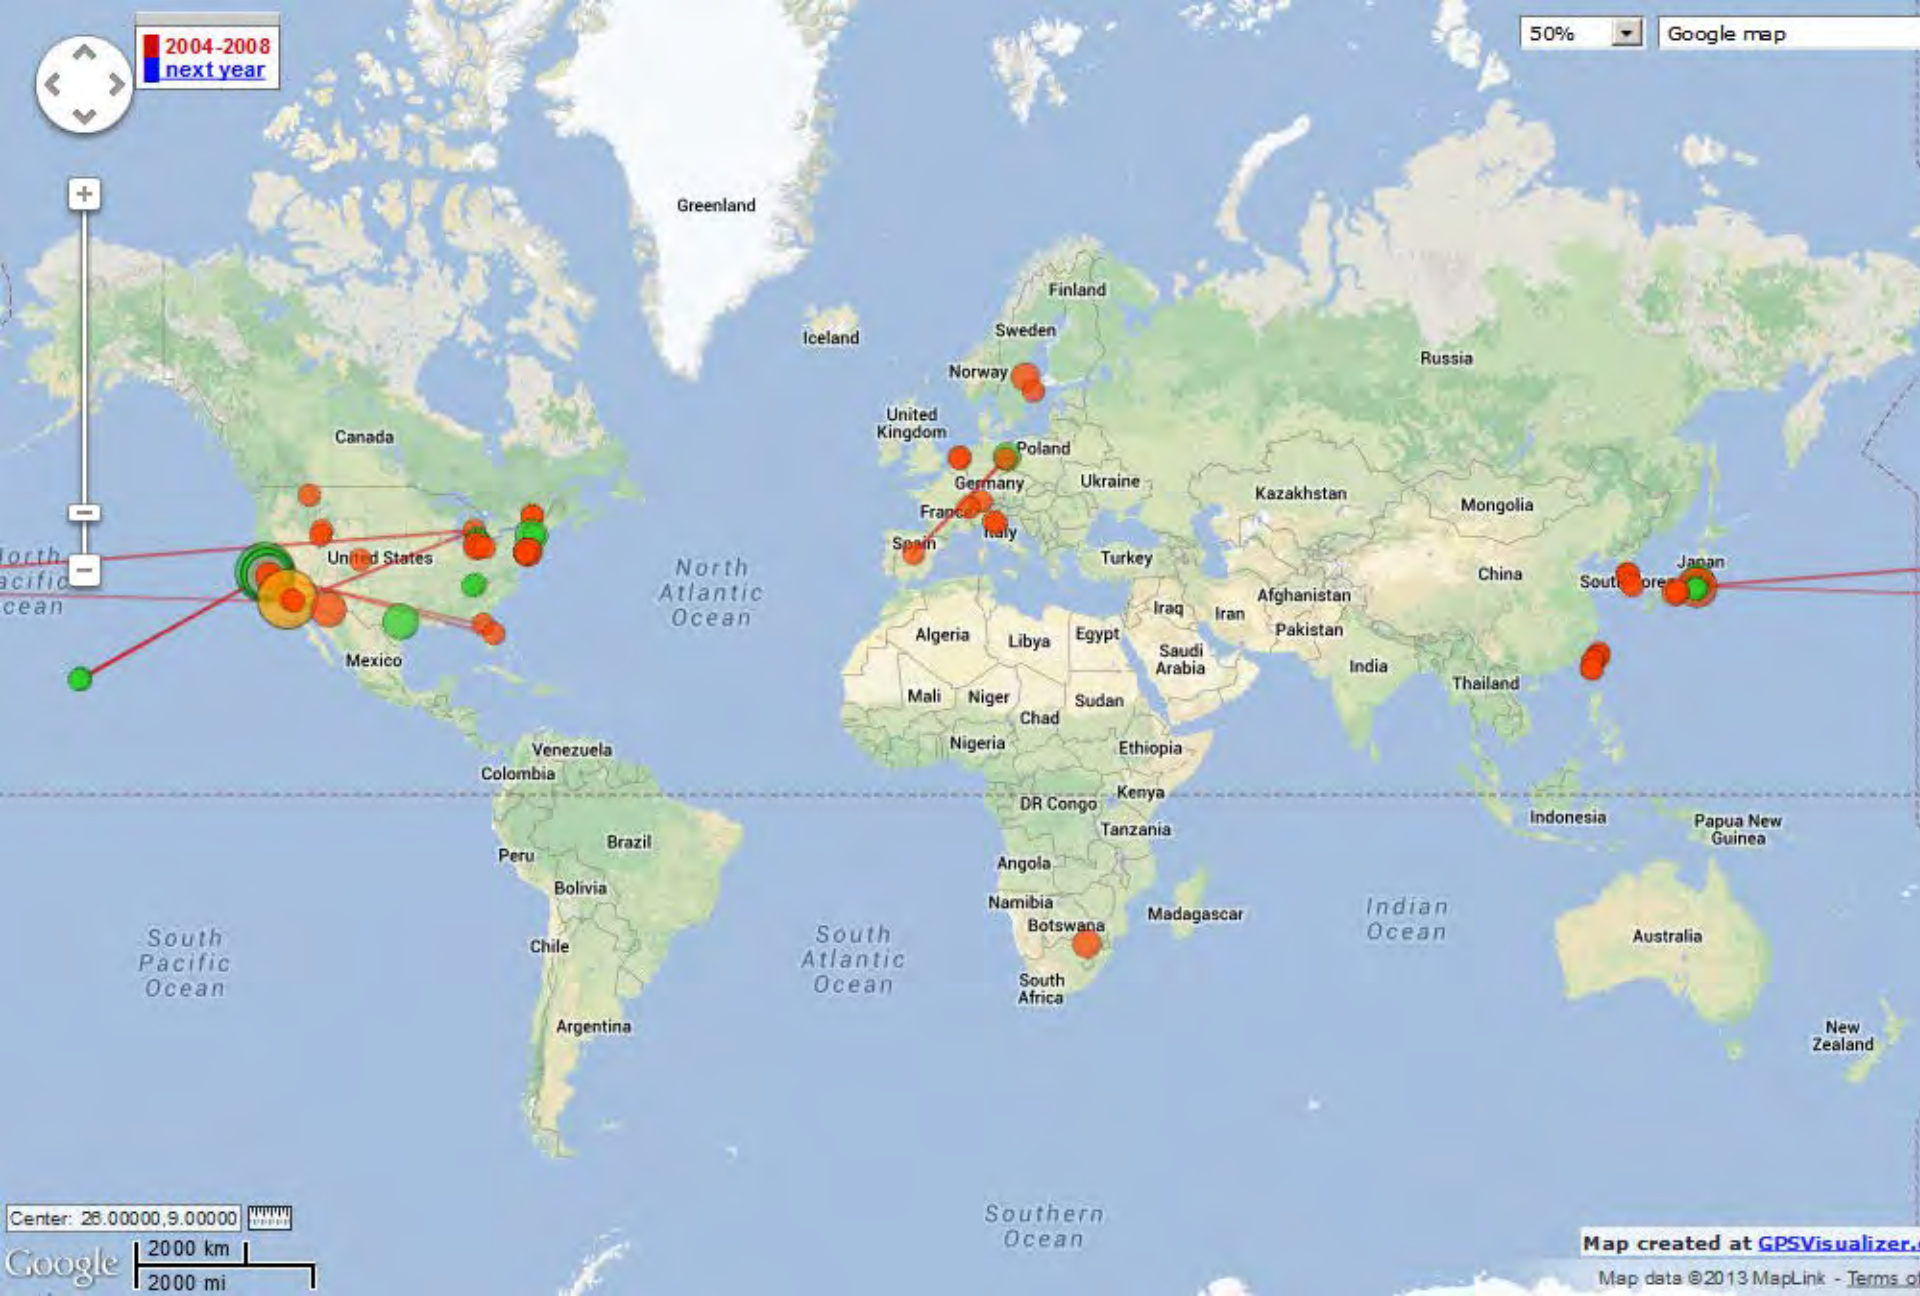 2004-2008
next year
50%
Google map
+
Greenland
Finland
Iceland
Sweden
Russia
Norway
United
Kingdom
Canada
Poland
Ukraine
Germany
Kazakhstan
Mongolia
France
Italy
Spain
United States
North
Atlantic
Ocean
Turkey
China
Japan
Afghanistan
Iraq
Iran
Pakistan
Algeria
Libya
Egypt
Saudi
Arabia
India
Thailand
Mexico
Mali
Niger
Chad
Sudan
Nigeria
Ethiopia
Venezuela
Colombia
DR Congo
Kenya
Tanzania
Indonesia
Papua New
Guinea
Brazil
Peru
Bolivia
Angola
Namibia
Botswana
Madagascar
Indian
Ocean
Australia
South
Pacific
Ocean
Chile
South
Atlantic
Ocean
South
Africa
Argentina
New
Zealand
Southern
Ocean
Center: 26.00000,9.00000
Google
2000 km
2000 mi
Map created at GPSVisualizer.
Map data ©2013 MapLink - Terms of